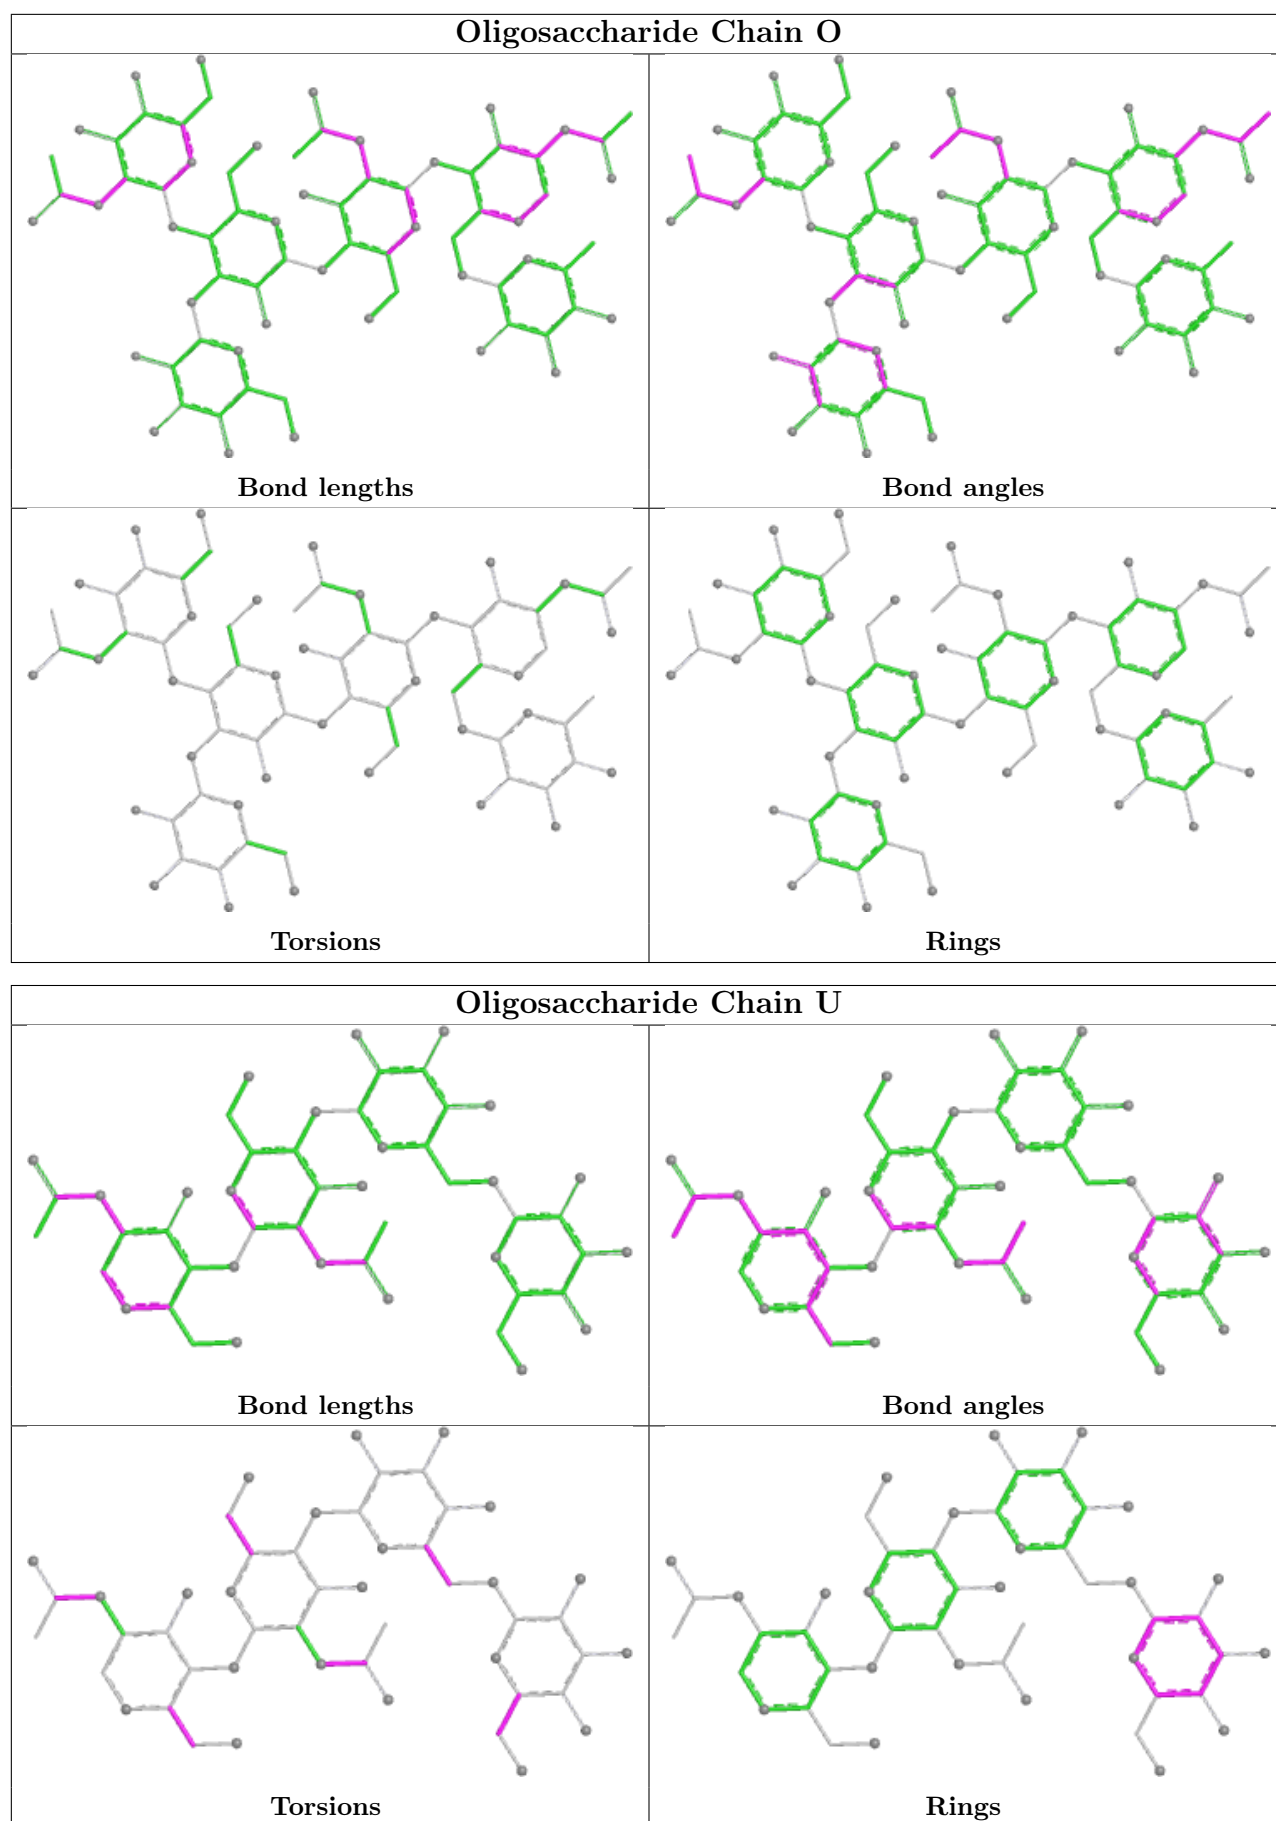 Oligosaccharide Chain O
Bond lengths
Bond angles
Torsions
Rings
Oligosaccharide Chain U
Bond lengths
Bond angles
Torsions
Rings